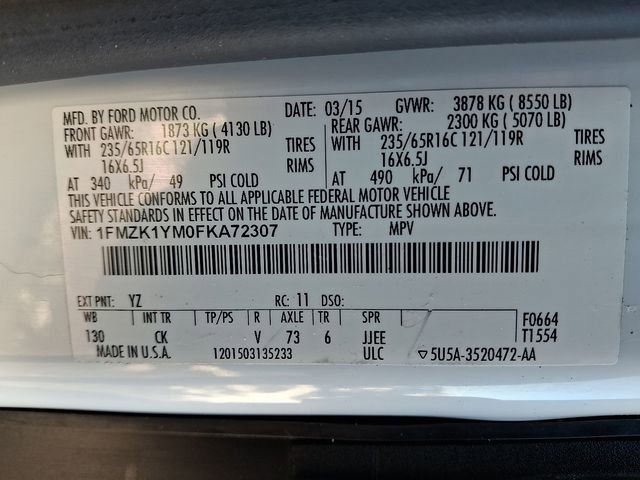 MFD. BY FORD MOTOR CO. DATE: 03/15 GVWR: 3878 KG ( 8550 LB)
FRONT GAWR: 1873 KG ( 4130 LB) REAR GAWR: 2300 KG ( 5070 LB)
WITH 235/65R16C 121/119R TIRES WITH 235/65R16C 121/119R TIRES
16X6.5J RIMS 16X6.5J RIMS
AT 340 kPa/ 49 PSI COLD AT 490 kPa/ 71 PSI COLD
THIS VEHICLE CONFORMS TO ALL APPLICABLE FEDERAL MOTOR VEHICLE
SAFETY STANDARDS IN EFFECT ON THE DATE OF MANUFACTURE SHOWN ABOVE.
VIN: 1FMZK1YM0FKA72307 TYPE: MPV
EXT PNT: YZ RC: 11 DSO:
WB INT TR TP/PS R AXLE TR SPR F0664
130 CK V 73 6 JJEE T1554
MADE IN U.S.A. 1201503135233 ULC ▽5U5A-3520472-AA